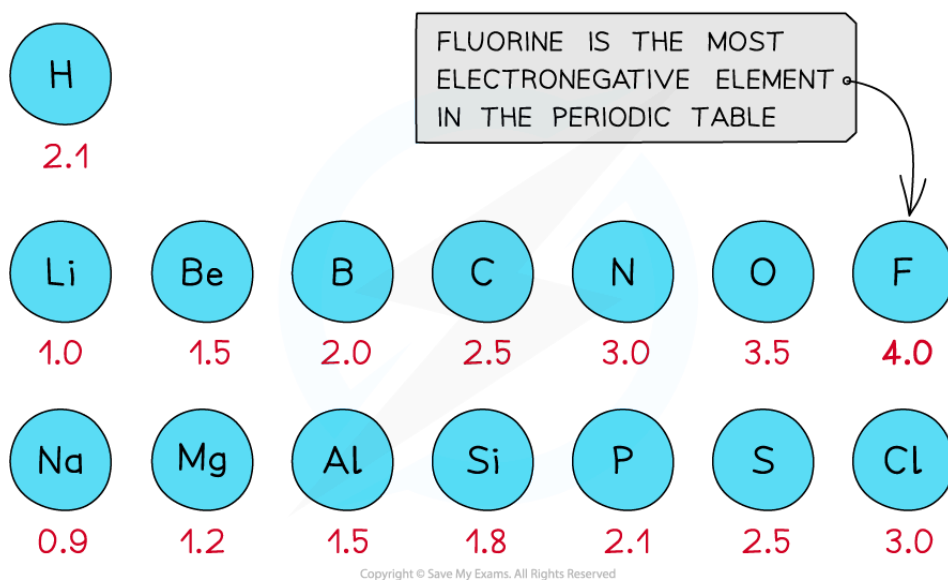 FLUORINE IS THE MOST
ELECTRONEGATIVE ELEMENT
IN THE PERIODIC TABLE
H
2.1
Li Be B C N O F
1.0 1.5 2.0 2.5 3.0 3.5 4.0
Na Mg Al Si P S Cl
0.9 1.2 1.5 1.8 2.1 2.5 3.0
Copyright © Save My Exams. All Rights Reserved